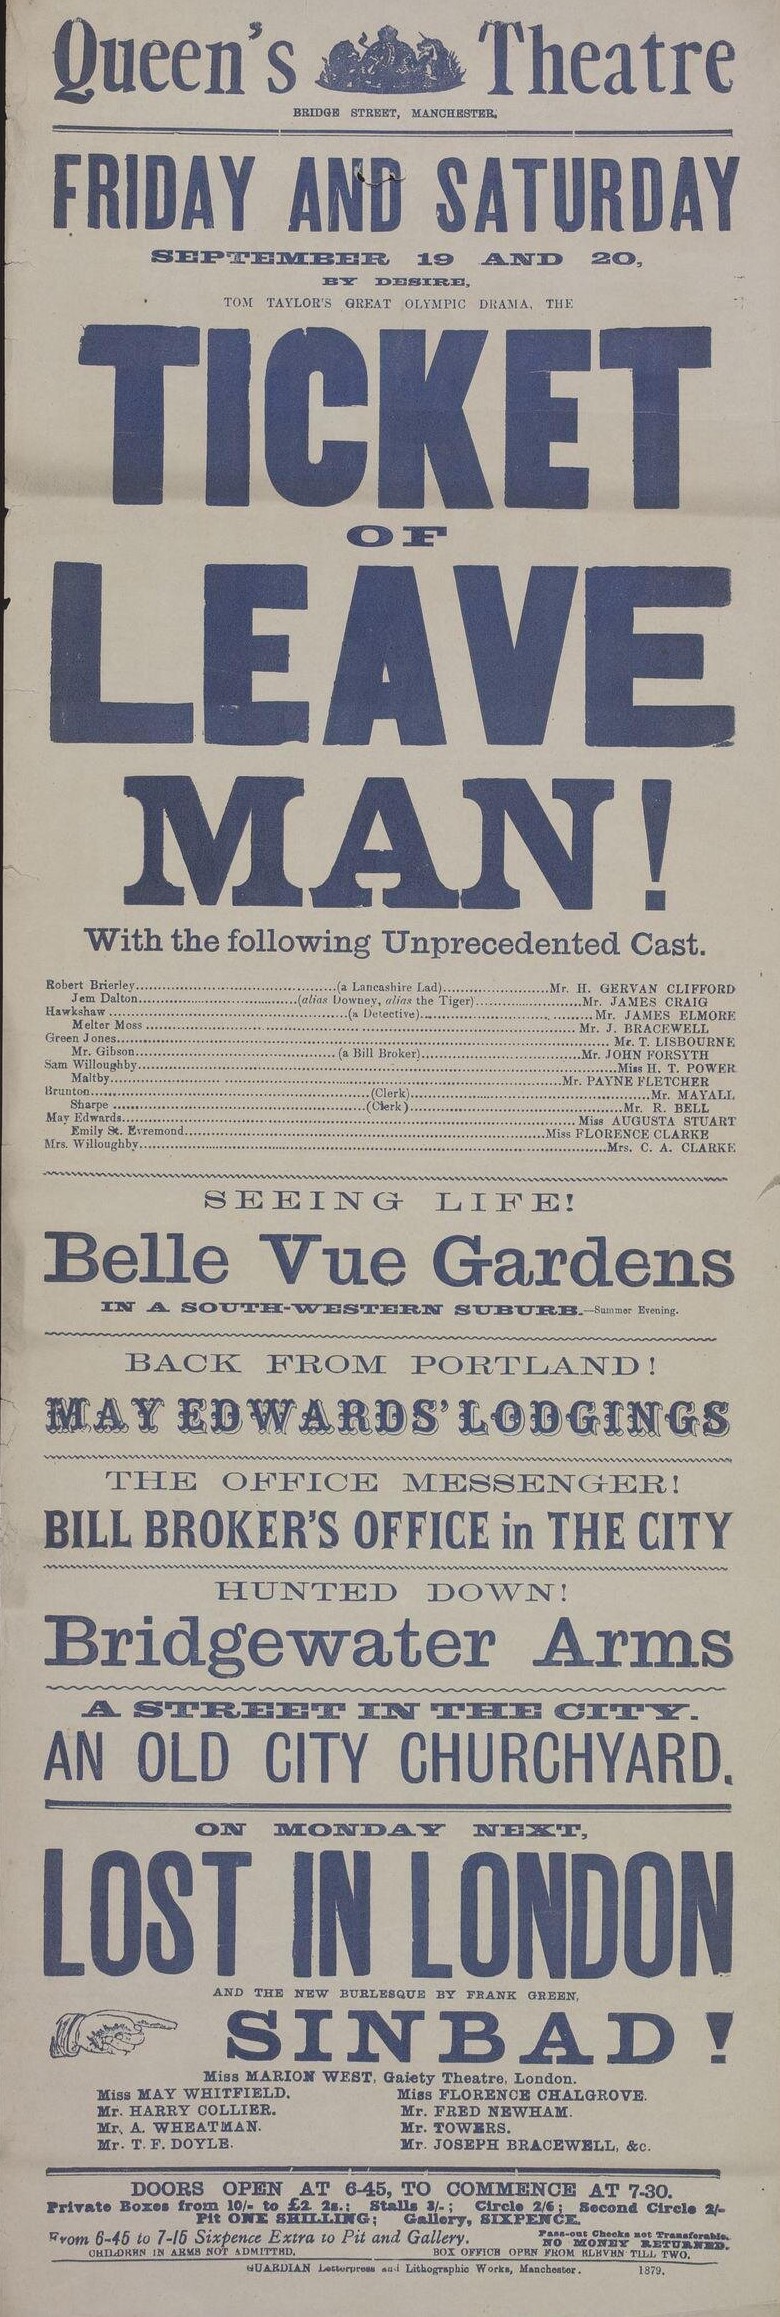 Queen's Theatre
BRIDGE STREET, MANCHESTER.
FRIDAY AND SATURDAY
SEPTEMBER 19 AND 20,
BY DESIRE,
TOM TAYLOR'S GREAT OLYMPIC DRAMA, THE
TICKET
OF
LEAVE
MAN!
With the following Unprecedented Cast.
Robert Brierley......(a Lancashire Lad)......Mr. H. GERVAN CLIFFORD
Jem Dalton......(alias Downey, alias the Tiger)......Mr. JAMES CRAIG
Hawkshaw......(a Detective)......Mr. JAMES ELMORE
Melter Moss......Mr. J. BRACEWELL
Green Jones......Mr. T. LISBOURNE
Mr. Gibson......(a Bill Broker)......Mr. JOHN FORSYTH
Sam Willoughby......Miss H. T. POWER
Maltby......Mr. PAYNE FLETCHER
Brunton......(Clerk)......Mr. MAYALL
Sharpe......(Clerk)......Mr. R. BELL
May Edwards......Miss AUGUSTA STUART
Emily St. Evremond......Miss FLORENCE CLARKE
Mrs. Willoughby......Mrs. C. A. CLARKE
SEEING LIFE!
Belle Vue Gardens
IN A SOUTH-WESTERN SUBURB.—Summer Evening.
BACK FROM PORTLAND!
MAY EDWARDS' LODGINGS
THE OFFICE MESSENGER!
BILL BROKER'S OFFICE in THE CITY
HUNTED DOWN!
Bridgewater Arms
A STREET IN THE CITY.
AN OLD CITY CHURCHYARD.
ON MONDAY NEXT,
LOST IN LONDON
AND THE NEW BURLESQUE BY FRANK GREEN,
SINBAD!
Miss MARION WEST, Gaiety Theatre, London.
Miss MAY WHITFIELD. Miss FLORENCE CHALGROVE.
Mr. HARRY COLLIER. Mr. FRED NEWHAM.
Mr. A. WHEATMAN. Mr. TOWERS.
Mr. T. F. DOYLE. Mr. JOSEPH BRACEWELL, &c.
DOORS OPEN AT 6-45, TO COMMENCE AT 7-30.
Private Boxes from 10/- to £2 2s.; Stalls 3/-; Circle 2/6; Second Circle 2/-
Pit ONE SHILLING; Gallery, SIXPENCE.
From 6-45 to 7-15 Sixpence Extra to Pit and Gallery. Pass-out Checks not Transferable.
NO MONEY RETURNED.
CHILDREN IN ARMS NOT ADMITTED. BOX OFFICE OPEN FROM ELEVEN TILL TWO.
GUARDIAN Letterpress and Lithographic Works, Manchester. 1879.